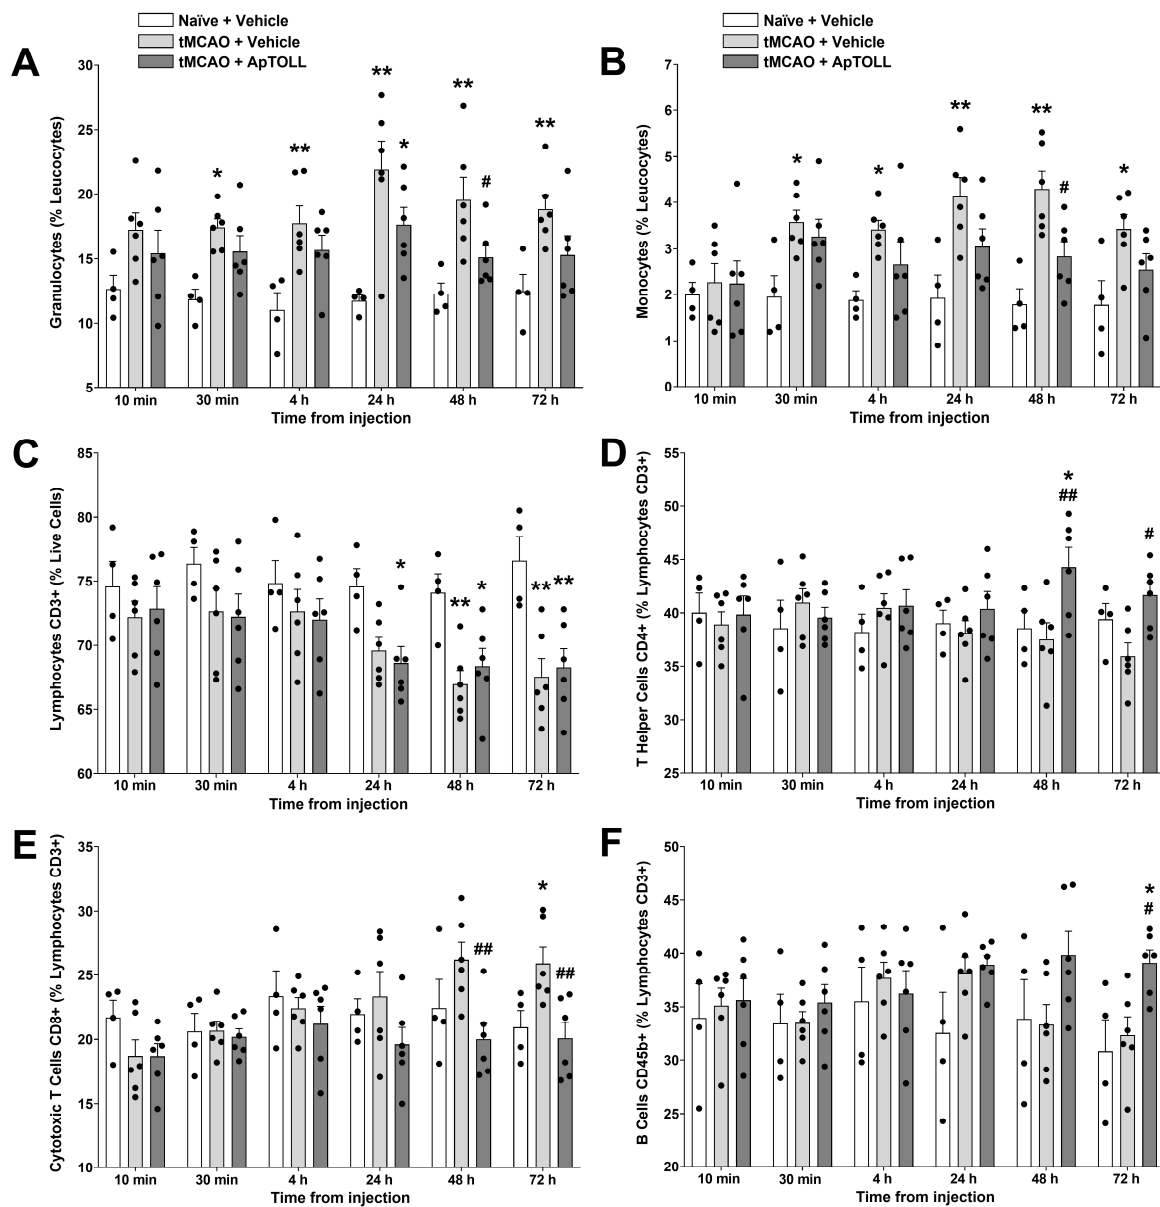 Naïve + Vehicle
tMCAO + Vehicle
tMCAO + ApTOLL
Naïve + Vehicle
tMCAO + Vehicle
tMCAO + ApTOLL
A
Granulocytes (% Leucocytes)
30
25
20
15
10
5
*
**
**
*
**
#
**
10 min
30 min
4 h
24 h
48 h
72 h
Time from injection
B
Monocytes (% Leucocytes)
7
6
5
4
3
2
1
0
*
*
**
**
#
*
10 min
30 min
4 h
24 h
48 h
72 h
Time from injection
C
Lymphocytes CD3+ (% Live Cells)
85
80
75
70
65
60
*
**
*
**
**
10 min
30 min
4 h
24 h
48 h
72 h
Time from injection
D
T Helper Cells CD4+ (% Lymphocytes CD3+)
55
50
45
40
35
30
25
*
##
#
10 min
30 min
4 h
24 h
48 h
72 h
Time from injection
E
Cytotoxic T Cells CD8+ (% Lymphocytes CD3+)
35
30
25
20
15
10
##
*
##
10 min
30 min
4 h
24 h
48 h
72 h
Time from injection
F
B Cells CD45b+ (% Lymphocytes CD3+)
50
45
40
35
30
25
20
*
#
10 min
30 min
4 h
24 h
48 h
72 h
Time from injection